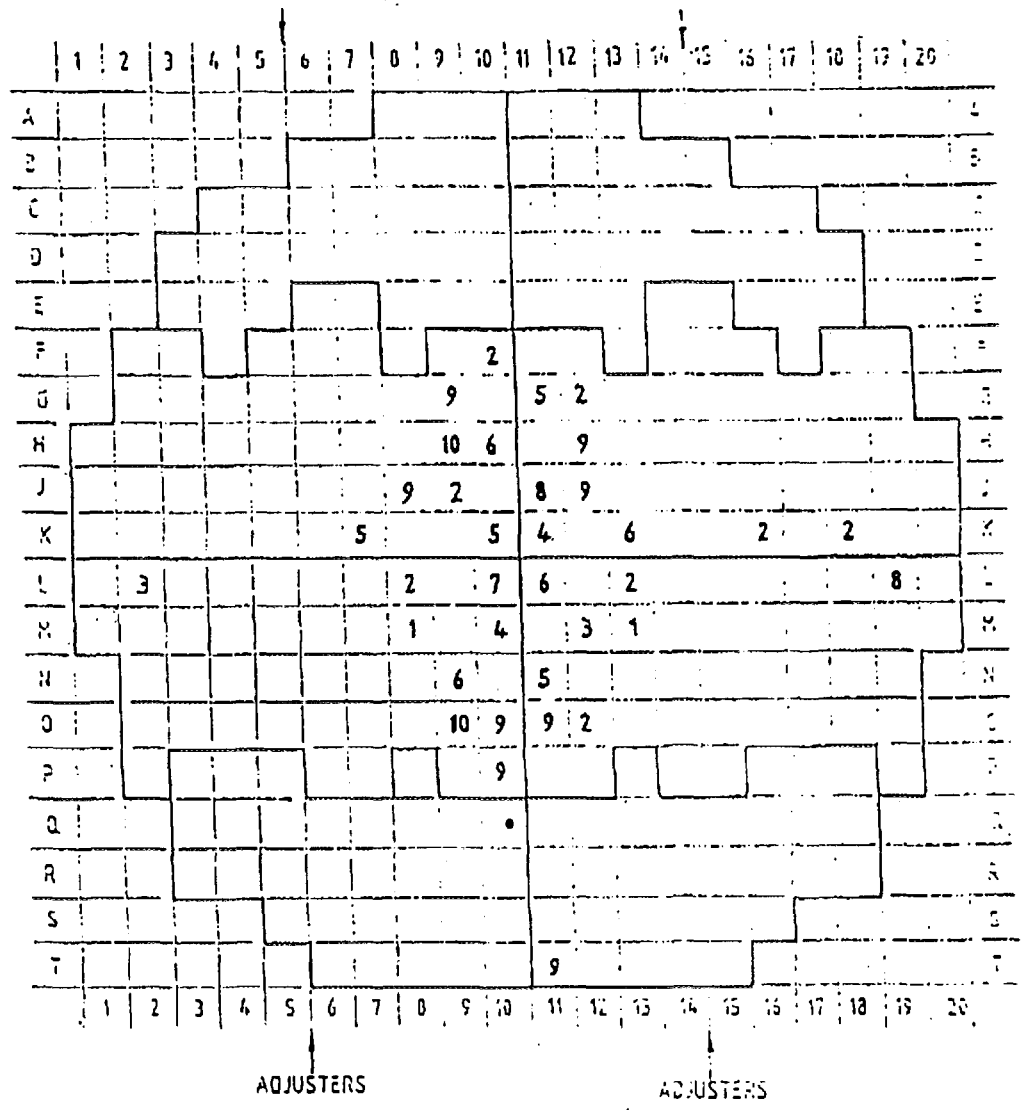 1 2 3 4 5 6 7 8 9 10 11 12 13 14 15 16 17 18 19 20
A
B B
C
D
E E
F 2 F
G 9 5 2
H 10 6 9
J 9 2 8 9
K 5 5 4 6 2 2 K
L 3 2 7 6 2 8
M 1 4 3 1 M
N 6 5 N
O 10 9 9 2
P 9
Q
R R
S S
T 9 T
1 2 3 4 5 6 7 8 9 10 11 12 13 14 15 16 17 18 19 20
ADJUSTERS ADJUSTERS